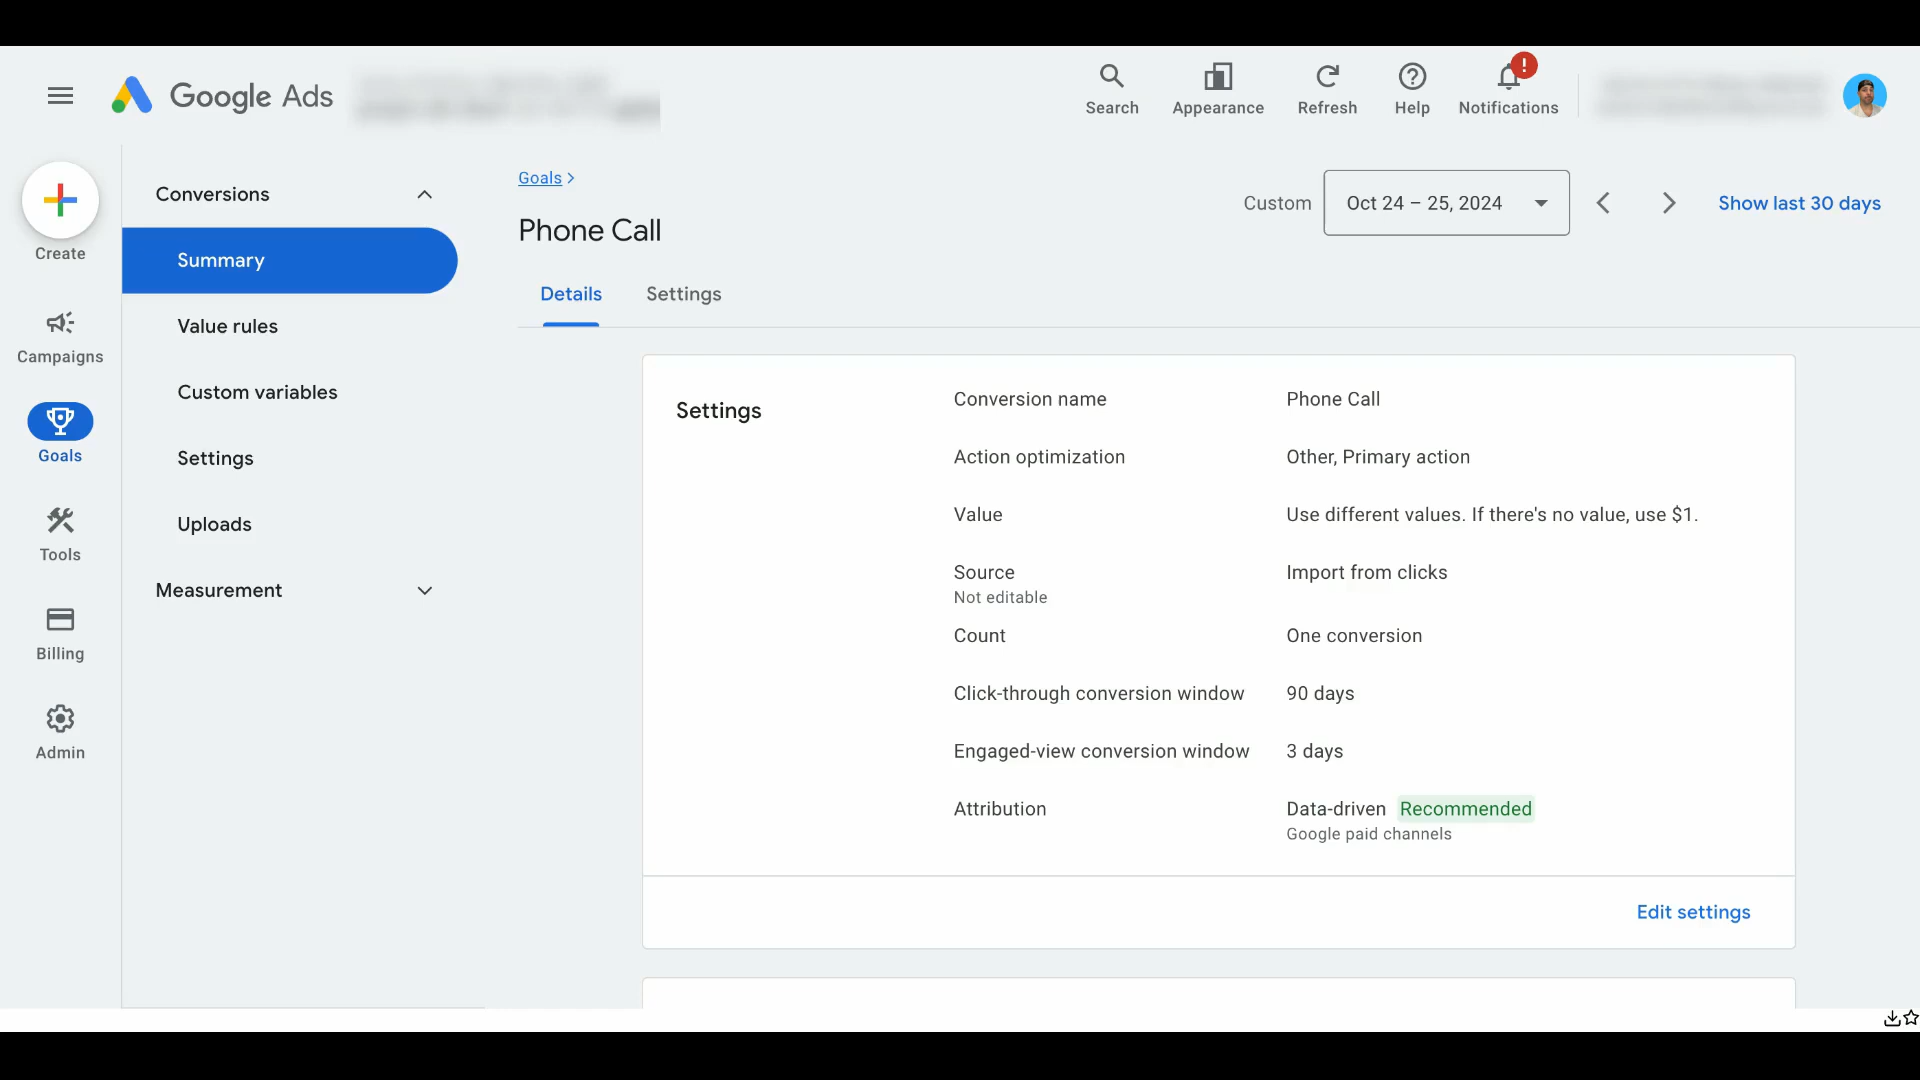 Google Ads
Search
Appearance
Refresh
Help
Notifications
Create
Campaigns
Goals
Tools
Billing
Admin
Conversions
Summary
Value rules
Custom variables
Settings
Uploads
Measurement
Goals >
Phone Call
Custom
Oct 24 – 25, 2024
Show last 30 days
Details
Settings
Settings
Conversion name
Phone Call
Action optimization
Other, Primary action
Value
Use different values. If there's no value, use $1.
Source
Not editable
Import from clicks
Count
One conversion
Click-through conversion window
90 days
Engaged-view conversion window
3 days
Attribution
Data-driven Recommended
Google paid channels
Edit settings